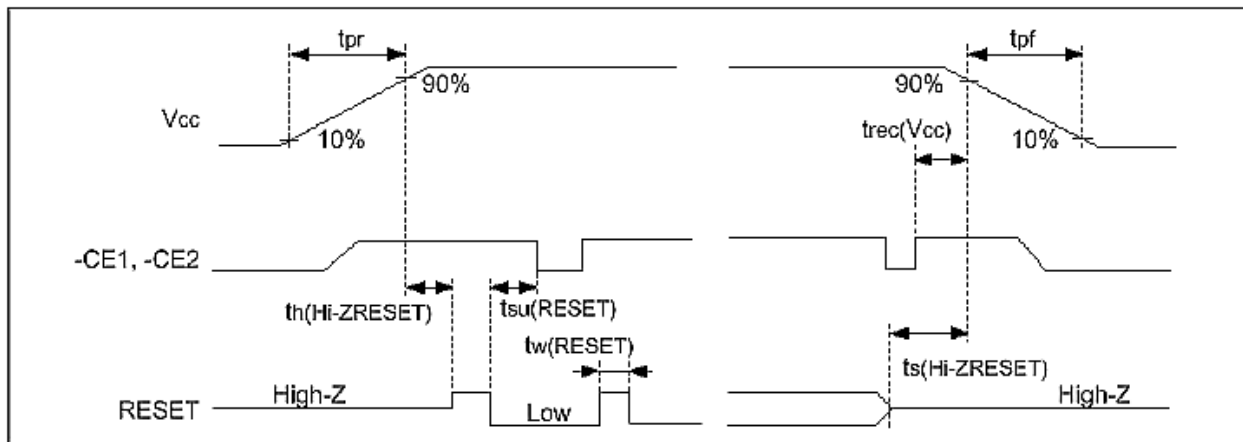 tpr
tpf
90%
90%
Vcc
10%
trec(Vcc)
10%
-CE1, -CE2
th(Hi-ZRESET)
tsu(RESET)
tw(RESET)
ts(Hi-ZRESET)
High-Z
High-Z
RESET
Low